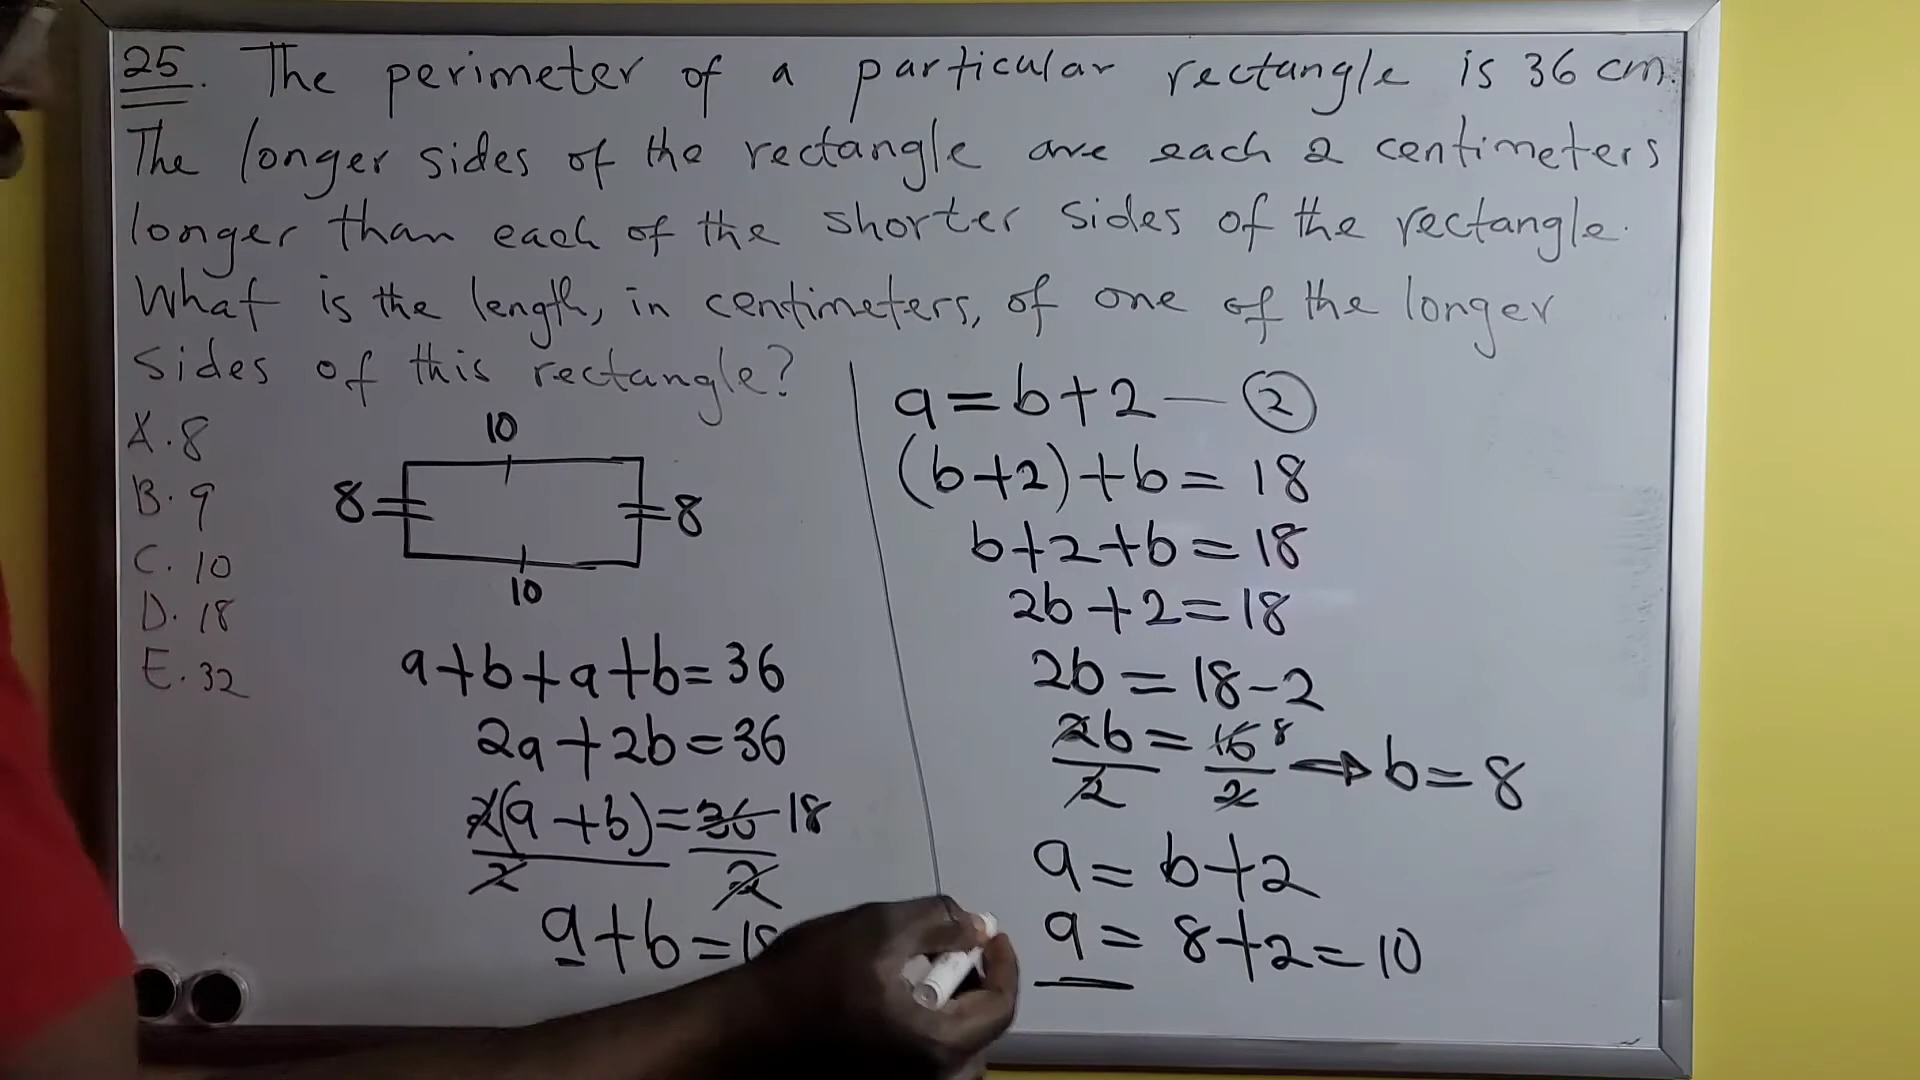 25. The perimeter of a particular rectangle is 36 cm.
The longer sides of the rectangle are each 2 centimeters
longer than each of the shorter sides of the rectangle.
What is the length, in centimeters, of one of the longer
sides of this rectangle?
A. 8
B. 9
C. 10
D. 18
E. 32
10
8
8
10
a+b+a+b=36
2a+2b=36
2(a+b)=36 18
2 2
a+b=18
a=b+2 — ②
(b+2)+b=18
b+2+b=18
2b+2=18
2b=18-2
2b=16 8
2 2
→ b=8
a=b+2
a=8+2=10